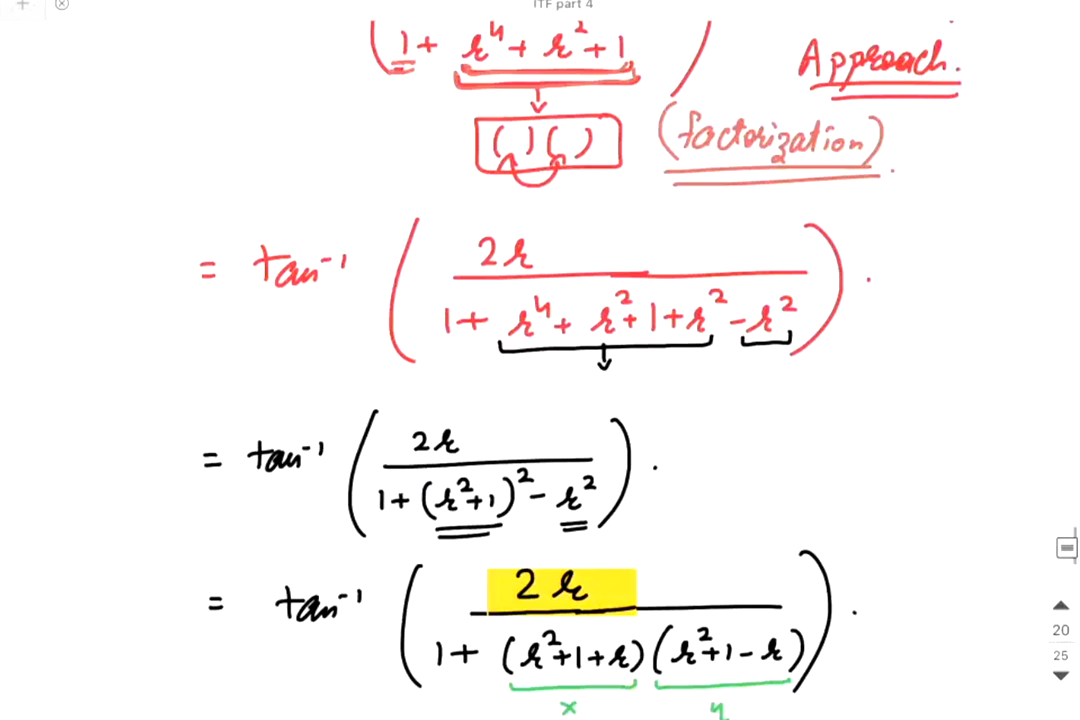 ITF part 4
(1 + r⁴ + r² + 1)
Approach.
( ) ( )
(factorization)
= tan⁻¹ ( 2r / 1 + r⁴ + r² + 1 + r² - r² ) .
= tan⁻¹ ( 2r / 1 + (r² + 1)² - r² ) .
= tan⁻¹ ( 2r / 1 + (r² + 1 + r) (r² + 1 - r) ) .
x y
20
25